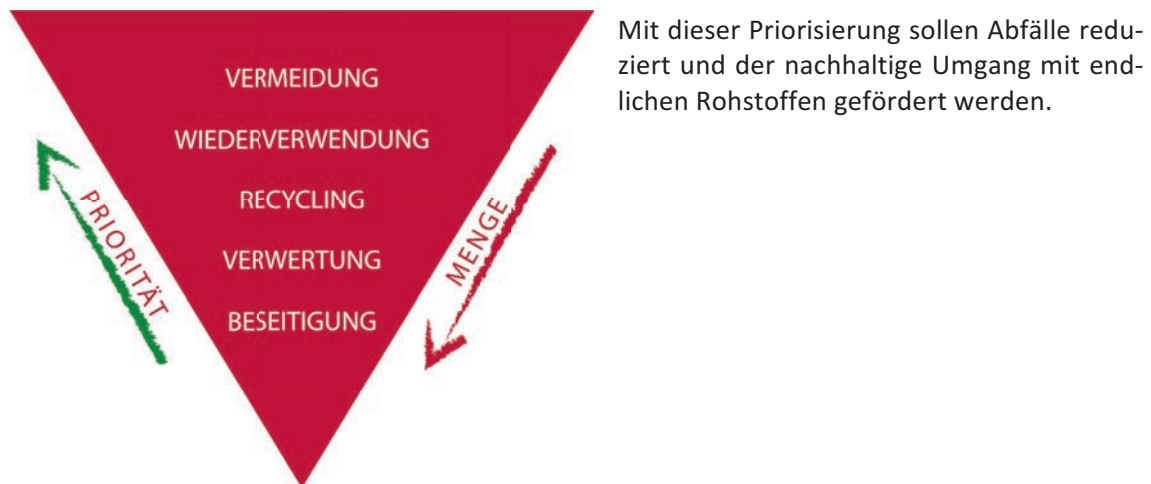 VERMEIDUNG
WIEDERVERWENDUNG
RECYCLING
VERWERTUNG
BESEITIGUNG
PRIORITÄT
MENGE
Mit dieser Priorisierung sollen Abfälle redu-
ziert und der nachhaltige Umgang mit end-
lichen Rohstoffen gefördert werden.